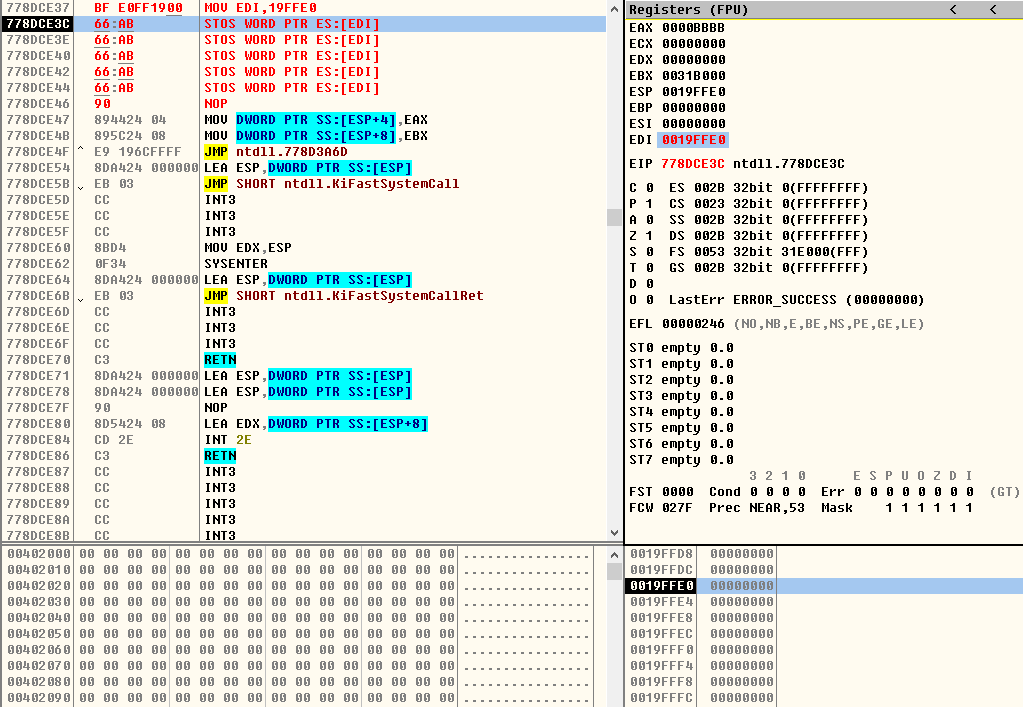 778DCE37 BF E0FF1900 MOV EDI,19FFE0
778DCE3C 66:AB STOS WORD PTR ES:[EDI]
778DCE3E 66:AB STOS WORD PTR ES:[EDI]
778DCE40 66:AB STOS WORD PTR ES:[EDI]
778DCE42 66:AB STOS WORD PTR ES:[EDI]
778DCE44 66:AB STOS WORD PTR ES:[EDI]
778DCE46 90 NOP
778DCE47 894424 04 MOV DWORD PTR SS:[ESP+4],EAX
778DCE4B 895C24 08 MOV DWORD PTR SS:[ESP+8],EBX
778DCE4F ^ E9 196CFFFF JMP ntdll.778D3A6D
778DCE54 8DA424 000000 LEA ESP,DWORD PTR SS:[ESP]
778DCE5B EB 03 JMP SHORT ntdll.KiFastSystemCall
778DCE5D CC INT3
778DCE5E CC INT3
778DCE5F CC INT3
778DCE60 8BD4 MOV EDX,ESP
778DCE62 0F34 SYSENTER
778DCE64 8DA424 000000 LEA ESP,DWORD PTR SS:[ESP]
778DCE6B EB 03 JMP SHORT ntdll.KiFastSystemCallRet
778DCE6D CC INT3
778DCE6E CC INT3
778DCE6F CC INT3
778DCE70 C3 RETN
778DCE71 8DA424 000000 LEA ESP,DWORD PTR SS:[ESP]
778DCE78 8DA424 000000 LEA ESP,DWORD PTR SS:[ESP]
778DCE7F 90 NOP
778DCE80 8D5424 08 LEA EDX,DWORD PTR SS:[ESP+8]
778DCE84 CD 2E INT 2E
778DCE86 C3 RETN
778DCE87 CC INT3
778DCE88 CC INT3
778DCE89 CC INT3
778DCE8A CC INT3
778DCE8B CC INT3
Registers (FPU) < <
EAX 0000BBBB
ECX 00000000
EDX 00000000
EBX 0031B000
ESP 0019FFE0
EBP 00000000
ESI 00000000
EDI 0019FFE0
EIP 778DCE3C ntdll.778DCE3C
C 0 ES 002B 32bit 0(FFFFFFFF)
P 1 CS 0023 32bit 0(FFFFFFFF)
A 0 SS 002B 32bit 0(FFFFFFFF)
Z 1 DS 002B 32bit 0(FFFFFFFF)
S 0 FS 0053 32bit 31E000(FFF)
T 0 GS 002B 32bit 0(FFFFFFFF)
D 0
O 0 LastErr ERROR_SUCCESS (00000000)
EFL 00000246 (NO,NB,E,BE,NS,PE,GE,LE)
ST0 empty 0.0
ST1 empty 0.0
ST2 empty 0.0
ST3 empty 0.0
ST4 empty 0.0
ST5 empty 0.0
ST6 empty 0.0
ST7 empty 0.0
3 2 1 0 E S P U O Z D I
FST 0000 Cond 0 0 0 0 Err 0 0 0 0 0 0 0 0 (GT)
FCW 027F Prec NEAR,53 Mask 1 1 1 1 1 1
00402000 00 00 00 00 00 00 00 00 00 00 00 00 00 00 00 00 ................
00402010 00 00 00 00 00 00 00 00 00 00 00 00 00 00 00 00 ................
00402020 00 00 00 00 00 00 00 00 00 00 00 00 00 00 00 00 ................
00402030 00 00 00 00 00 00 00 00 00 00 00 00 00 00 00 00 ................
00402040 00 00 00 00 00 00 00 00 00 00 00 00 00 00 00 00 ................
00402050 00 00 00 00 00 00 00 00 00 00 00 00 00 00 00 00 ................
00402060 00 00 00 00 00 00 00 00 00 00 00 00 00 00 00 00 ................
00402070 00 00 00 00 00 00 00 00 00 00 00 00 00 00 00 00 ................
00402080 00 00 00 00 00 00 00 00 00 00 00 00 00 00 00 00 ................
00402090 00 00 00 00 00 00 00 00 00 00 00 00 00 00 00 00 ................
0019FFD8 00000000
0019FFDC 00000000
0019FFE0 00000000
0019FFE4 00000000
0019FFE8 00000000
0019FFEC 00000000
0019FFF0 00000000
0019FFF4 00000000
0019FFF8 00000000
0019FFFC 00000000